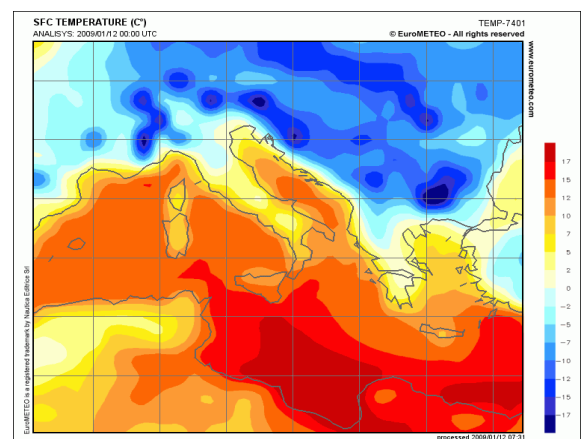 SFC TEMPERATURE (C°)
TEMP-7401
ANALISYS: 2009/01/12 00:00 UTC
© EuroMETEO - All rights reserved
www.eurometeo.com
17
15
12
10
7
5
2
0
−2
−5
−7
−10
−12
−15
−17
EuroMETEO is a registered trademark by Nautica Editrice Srl
processed 2009/01/12 07:31